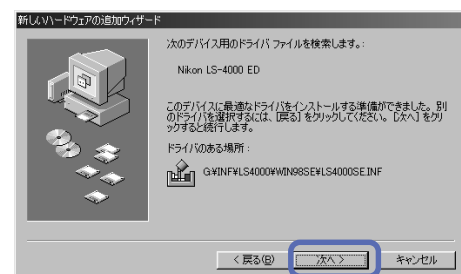 新しいハードウェアの追加ウィザード
次のデバイス用のドライバ ファイルを検索します。:
Nikon LS-4000 ED
このデバイスに最適なドライバをインストールする準備ができました。別
のドライバを選択するには、[戻る] をクリックしてください。[次へ] をクリ
ックすると続行します。
ドライバのある場所:
G:¥INF¥LS4000¥WIN98SE¥LS4000SE.INF
< 戻る(B)
次へ >
キャンセル